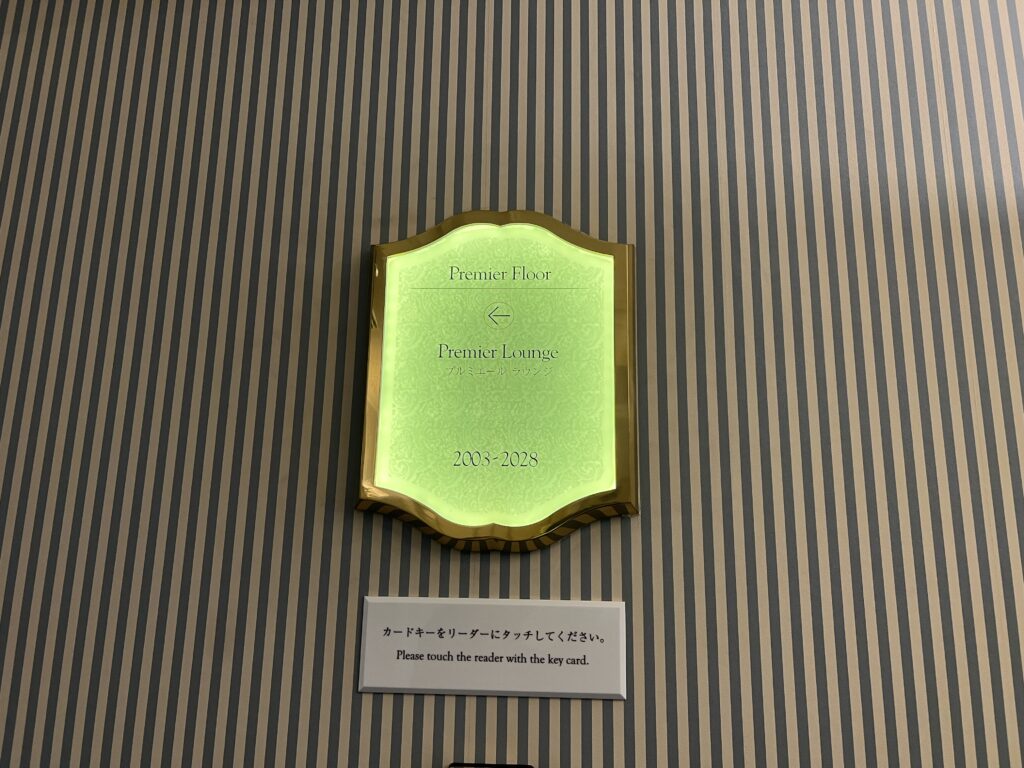 Premier Floor
←
Premier Lounge
プルミエール ラウンジ
2003-2028
カードキーをリーダーにタッチしてください。
Please touch the reader with the key card.